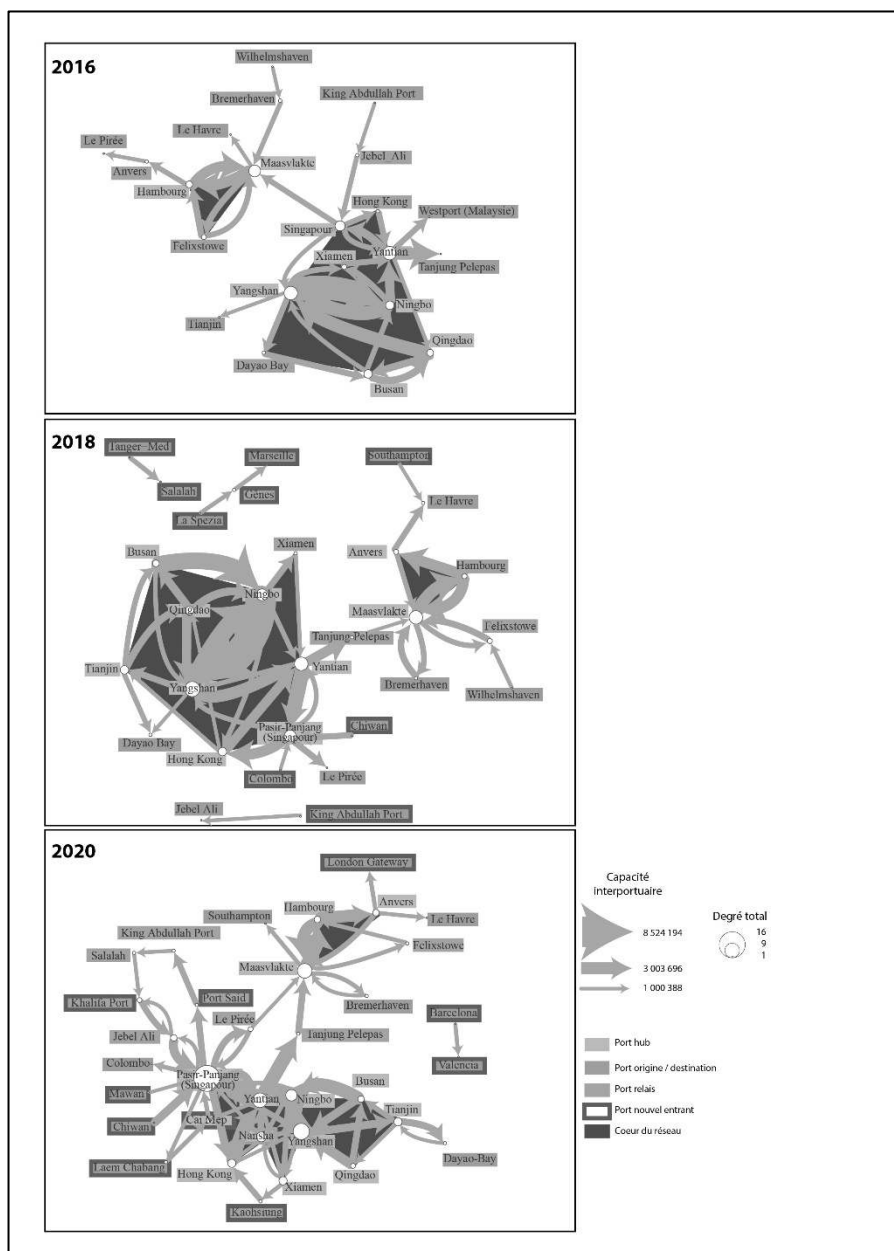 2016
Wilhelmshaven
Bremerhaven
King Abdullah Port
Le Havre
Le Pirée
Jebel Ali
Maasvlakte
Anvers
Hambourg
Hong Kong
Westport (Malaysie)
Singapour
Felixstowe
Yantian
Xiamen
Tanjung Pelepas
Yangshan
Ningbo
Tianjin
Qingdao
Dayao Bay
Busan
2018
Tanger-Med
Marseille
Southampton
Salalah
Gênes
Le Havre
La Spezia
Xiamen
Busan
Anvers
Hambourg
Ningbo
Qingdao
Maasvlakte
Felixstowe
Tanjung Pelepas
Yantian
Tianjin
Bremerhaven
Yangshan
Wilhelmshaven
Pasir-Panjang
(Singapour)
Chiwan
Dayao Bay
Hong Kong
Colombo
Le Pirée
Jebel Ali
King Abdullah Port
2020
London Gateway
Anvers
Hambourg
Southampton
Le Havre
King Abdullah Port
Felixstowe
Salalah
Maasvlakte
Khalifa Port
Port Said
Bremerhaven
Barcelona
Le Pirée
Jebel Ali
Tanjung Pelepas
Colombo
Valencia
Pasir-Panjang
(Singapour)
Busan
Mawan
Yantian
Ningbo
Tianjin
Chiwan
Cai Mep
Nansha
Yangshan
Dayao-Bay
Laem Chabang
Hong Kong
Qingdao
Xiamen
Kaohsiung
Capacité
interportuaire
8 524 194
3 003 696
1 000 388
Degré total
16
9
1
Port hub
Port origine / destination
Port relais
Port nouvel entrant
Coeur du réseau